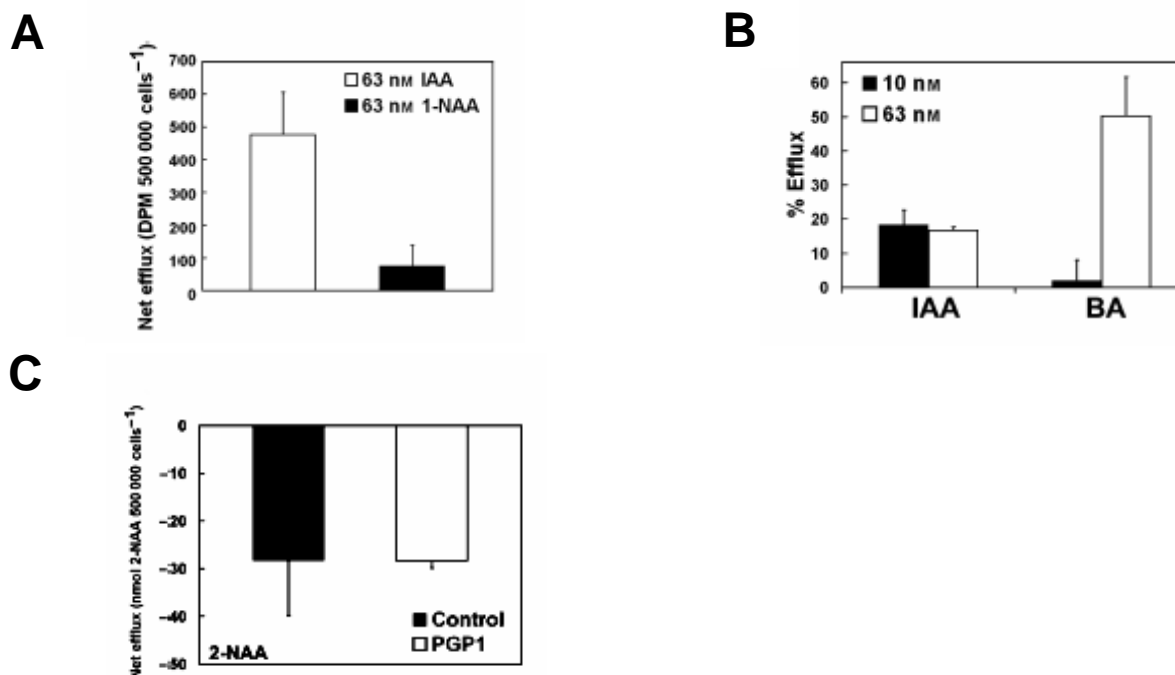 A
Net efflux (DPM 500 000 cells⁻¹)
700
600
500
400
300
200
100
0
63 nM IAA
63 nM 1-NAA
B
% Efflux
60
50
40
30
20
10
0
10 nM
63 nM
IAA
BA
C
Net efflux (nmol 2-NAA 500 000 cells⁻¹)
0
–10
–20
–30
–40
–50
Control
PGP1
2-NAA